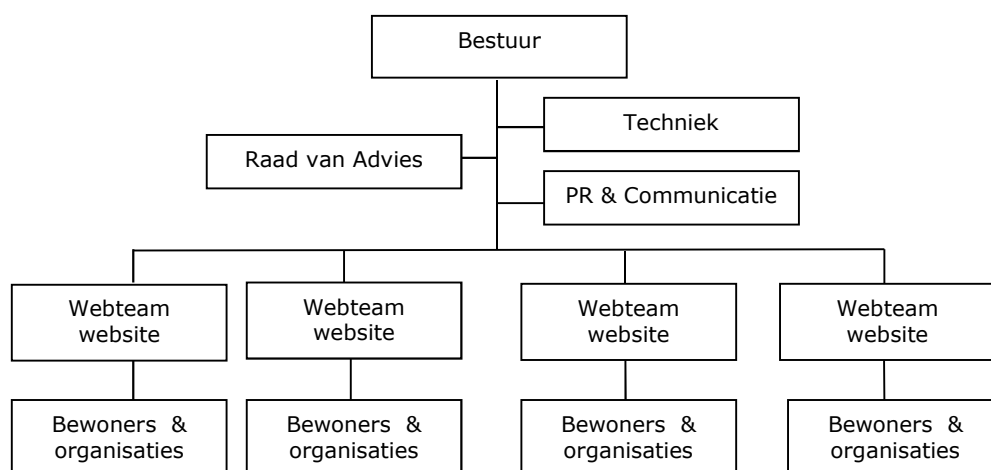 Bestuur
Techniek
Raad van Advies
PR & Communicatie
Webteam
website
Webteam
website
Webteam
website
Webteam
website
Bewoners & 
organisaties
Bewoners & 
organisaties
Bewoners & 
organisaties
Bewoners & 
organisaties